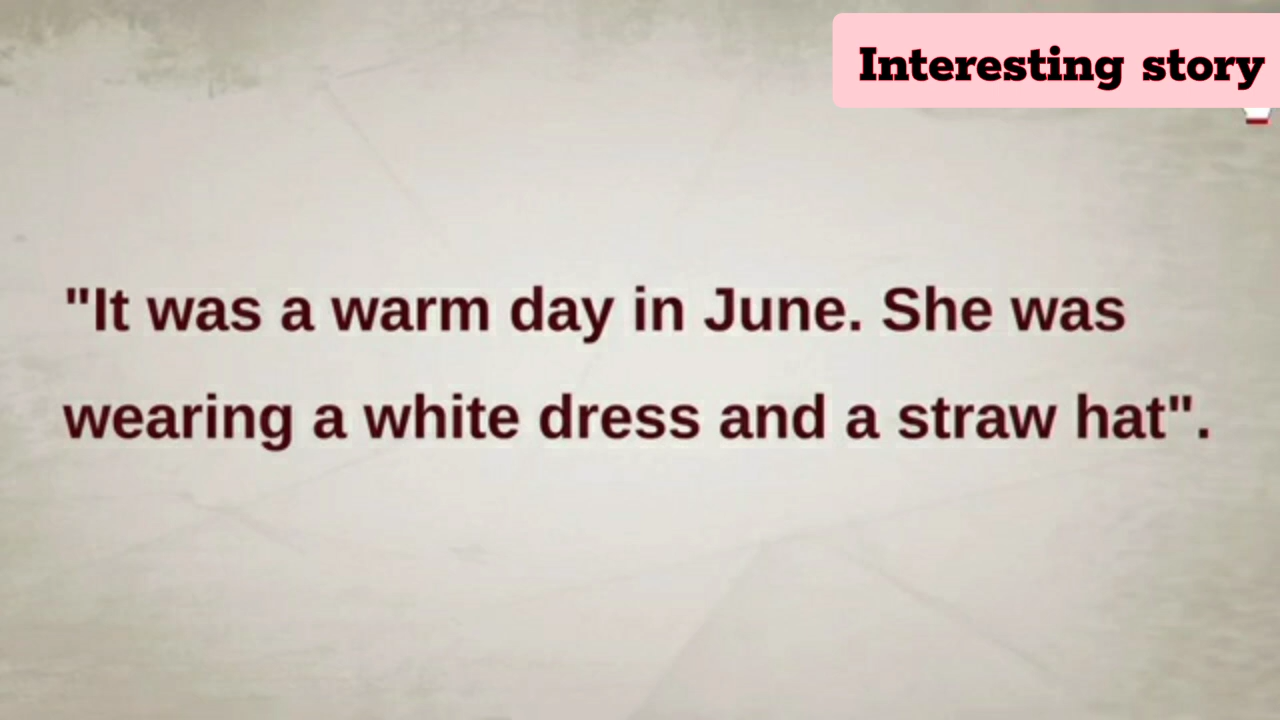 Interesting story
"It was a warm day in June. She was
wearing a white dress and a straw hat".